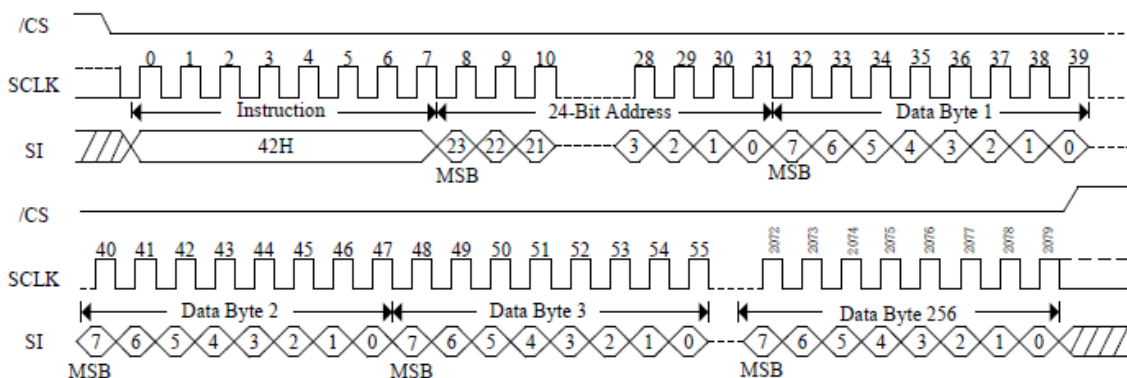 /CS
0 1 2 3 4 5 6 7 8 9 10 28 29 30 31 32 33 34 35 36 37 38 39
SCLK
Instruction 24-Bit Address Data Byte 1
SI 42H 23 22 21 3 2 1 0 7 6 5 4 3 2 1 0
MSB MSB
/CS
40 41 42 43 44 45 46 47 48 49 50 51 52 53 54 55 2072 2073 2074 2075 2076 2077 2078 2079
SCLK
Data Byte 2 Data Byte 3 Data Byte 256
SI 7 6 5 4 3 2 1 0 7 6 5 4 3 2 1 0 7 6 5 4 3 2 1 0
MSB MSB MSB